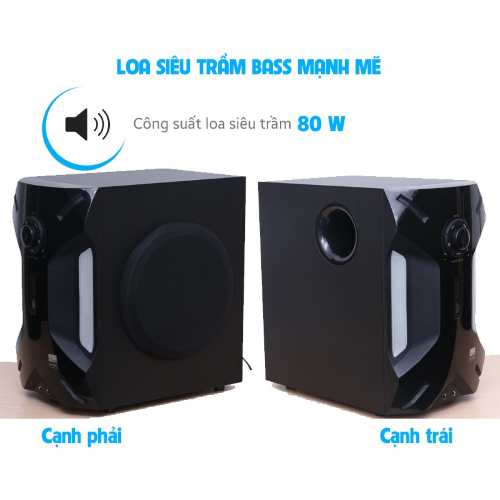 LOA SIÊU TRẦM BASS MẠNH MẼ
Công suất loa siêu trầm 80 W
Cạnh phải
Cạnh trái